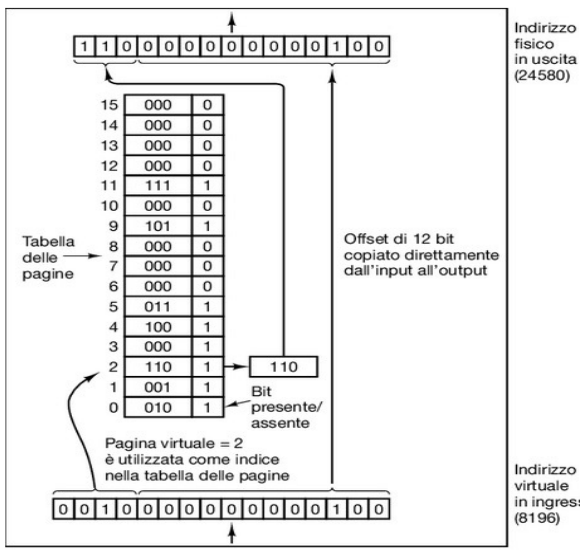 1 1 0 0 0 0 0 0 0 0 0 0 1 0 0
Indirizzo
fisico
in uscita
(24580)
15 000 0
14 000 0
13 000 0
12 000 0
11 111 1
10 000 0
9 101 1
8 000 0
7 000 0
6 000 0
5 011 1
4 100 1
3 000 1
2 110 1 110
1 001 1
0 010 1
Tabella
delle
pagine
Offset di 12 bit
copiato direttamente
dall'input all'output
Bit
presente/
assente
Pagina virtuale = 2
è utilizzata come indice
nella tabella delle pagine
0 0 1 0 0 0 0 0 0 0 0 0 0 1 0 0
Indirizzo
virtuale
in ingress
(8196)